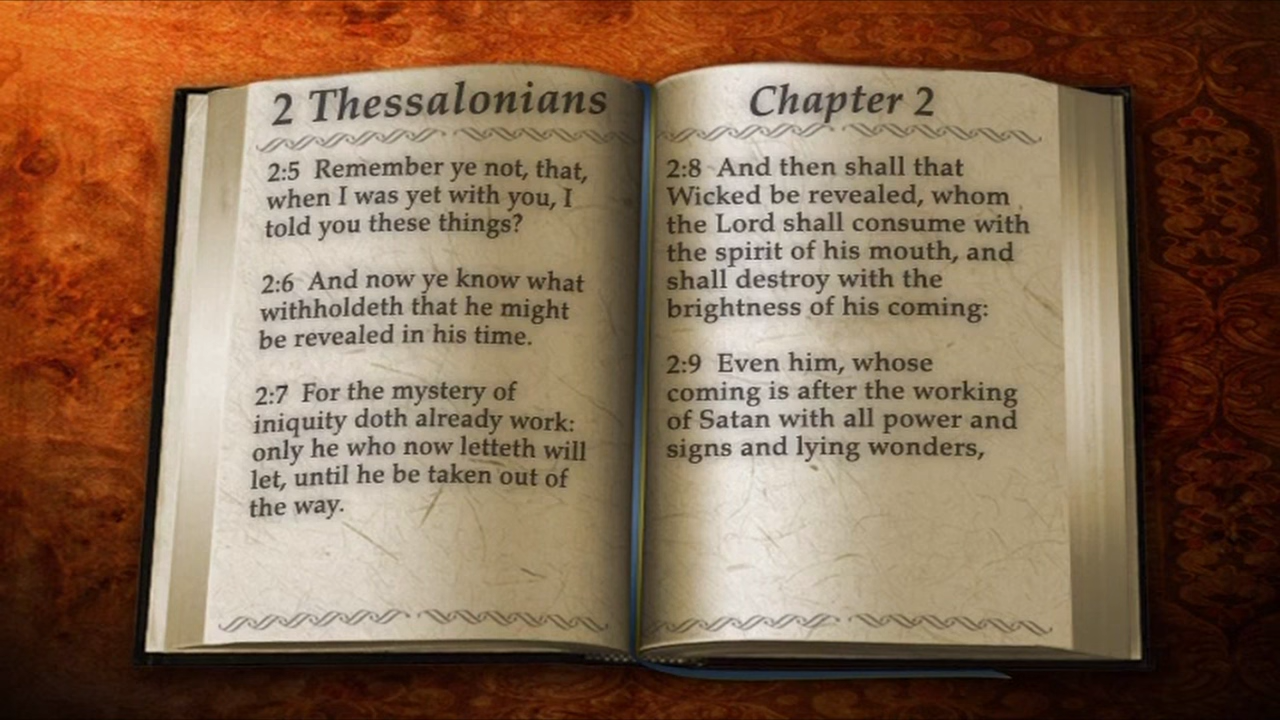 2 Thessalonians
2:5 Remember ye not, that,
when I was yet with you, I
told you these things?
2:6 And now ye know what
withholdeth that he might
be revealed in his time.
2:7 For the mystery of
iniquity doth already work:
only he who now letteth will
let, until he be taken out of
the way.
Chapter 2
2:8 And then shall that
Wicked be revealed, whom
the Lord shall consume with
the spirit of his mouth, and
shall destroy with the
brightness of his coming:
2:9 Even him, whose
coming is after the working
of Satan with all power and
signs and lying wonders,